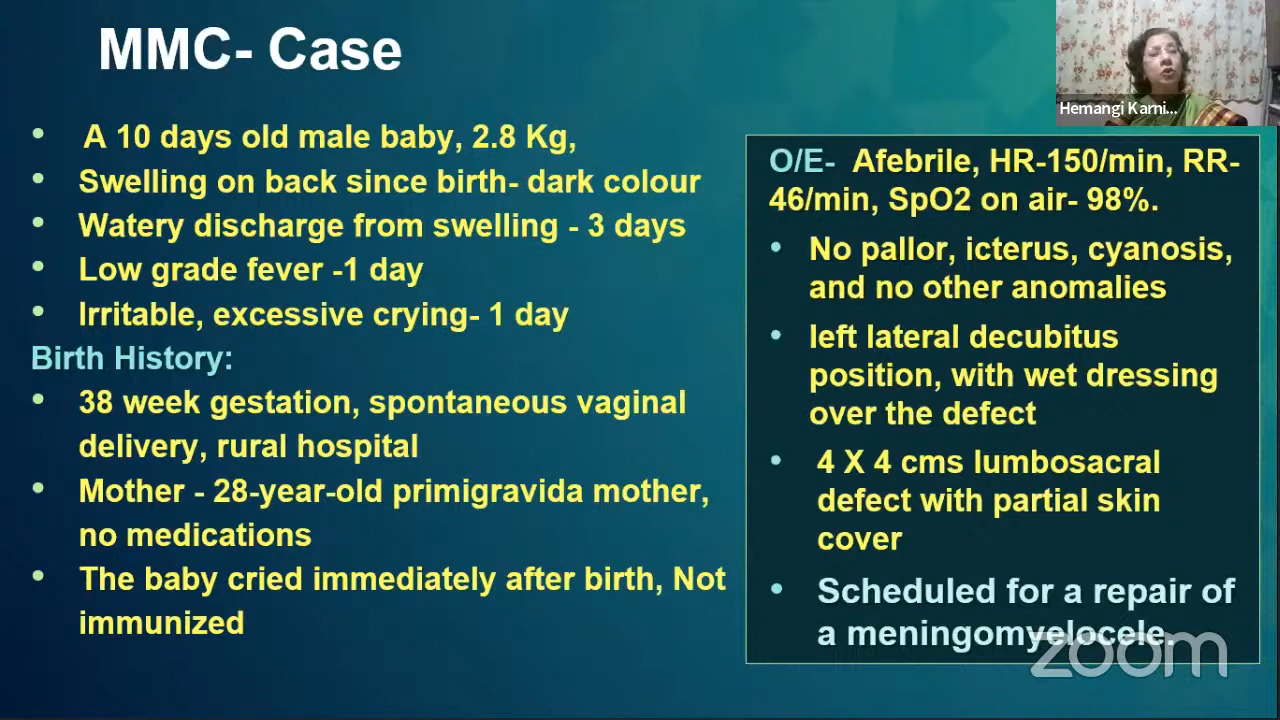 MMC- Case
A 10 days old male baby, 2.8 Kg,
Swelling on back since birth- dark colour
Watery discharge from swelling - 3 days
Low grade fever -1 day
Irritable, excessive crying- 1 day
Birth History:
38 week gestation, spontaneous vaginal
delivery, rural hospital
Mother - 28-year-old primigravida mother,
no medications
The baby cried immediately after birth, Not
immunized
Hemangi Karni...
O/E- Afebrile, HR-150/min, RR-
46/min, SpO2 on air- 98%.
No pallor, icterus, cyanosis,
and no other anomalies
left lateral decubitus
position, with wet dressing
over the defect
4 X 4 cms lumbosacral
defect with partial skin
cover
Scheduled for a repair of
a meningomyelocele.
zoom